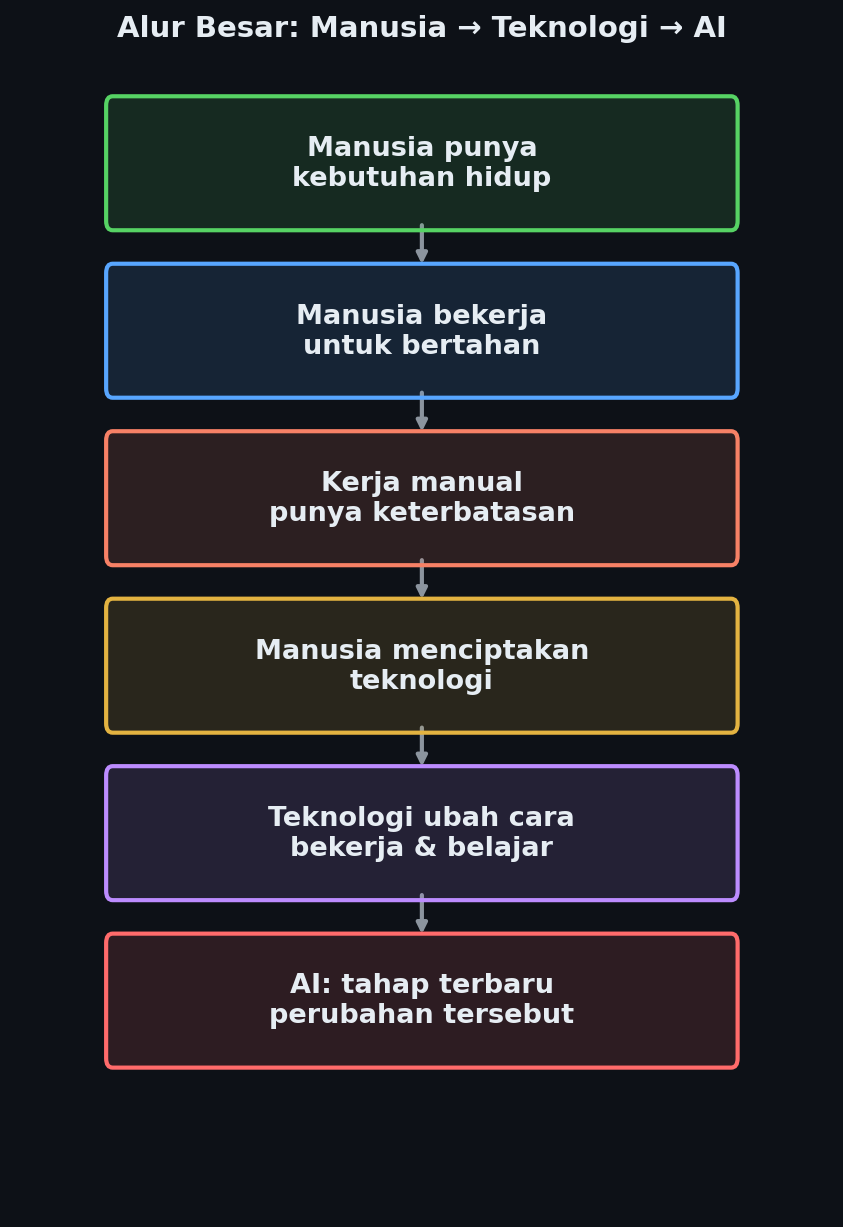 Alur Besar: Manusia → Teknologi → AI
Manusia punya
kebutuhan hidup
Manusia bekerja
untuk bertahan
Kerja manual
punya keterbatasan
Manusia menciptakan
teknologi
Teknologi ubah cara
bekerja & belajar
AI: tahap terbaru
perubahan tersebut